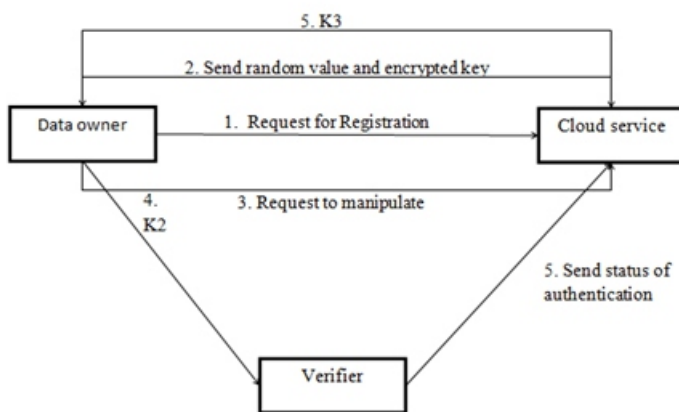 5. K3
2. Send random value and encrypted key
Data owner
1. Request for Registration
Cloud service
4.
K2
3. Request to manipulate
5. Send status of
authentication
Verifier